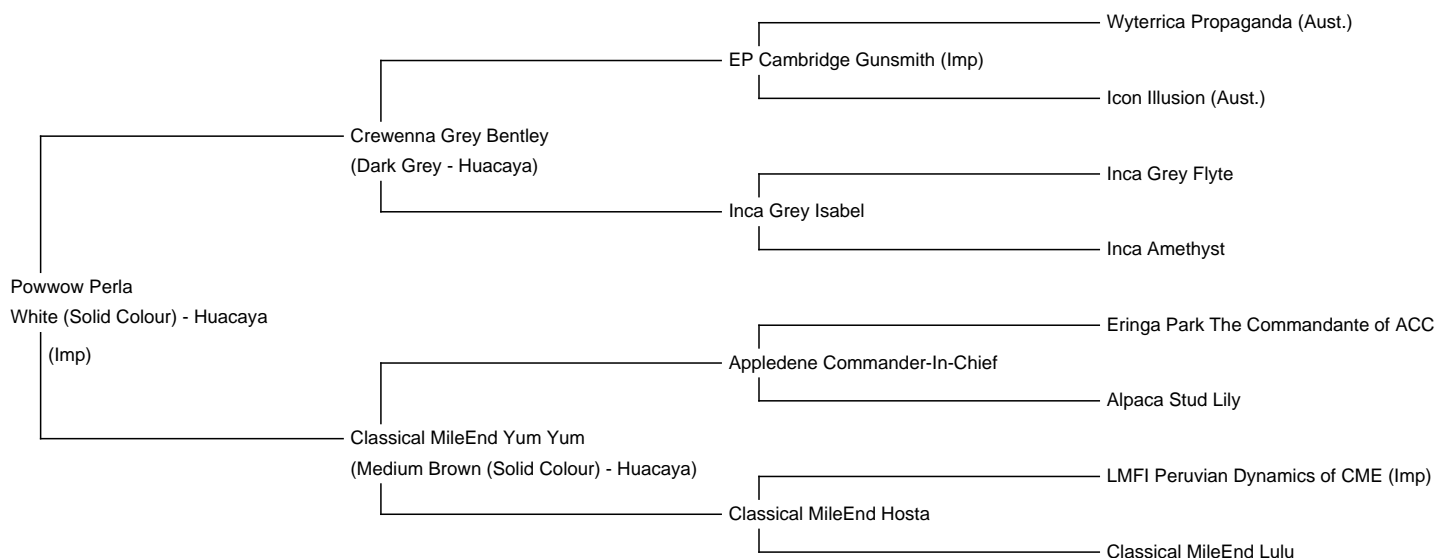 Wyterrica Propaganda (Aust.)
EP Cambridge Gunsmith (Imp)
Icon Illusion (Aust.)
Crewenna Grey Bentley
(Dark Grey - Huacaya)
Inca Grey Flyte
Inca Grey Isabel
Inca Amethyst
Powwow Perla
White (Solid Colour) - Huacaya
(Imp)
Eringa Park The Commandante of ACC
Appledene Commander-In-Chief
Alpaca Stud Lily
Classical MileEnd Yum Yum
(Medium Brown (Solid Colour) - Huacaya)
LMFI Peruvian Dynamics of CME (Imp)
Classical MileEnd Hosta
Classical MileEnd Lulu